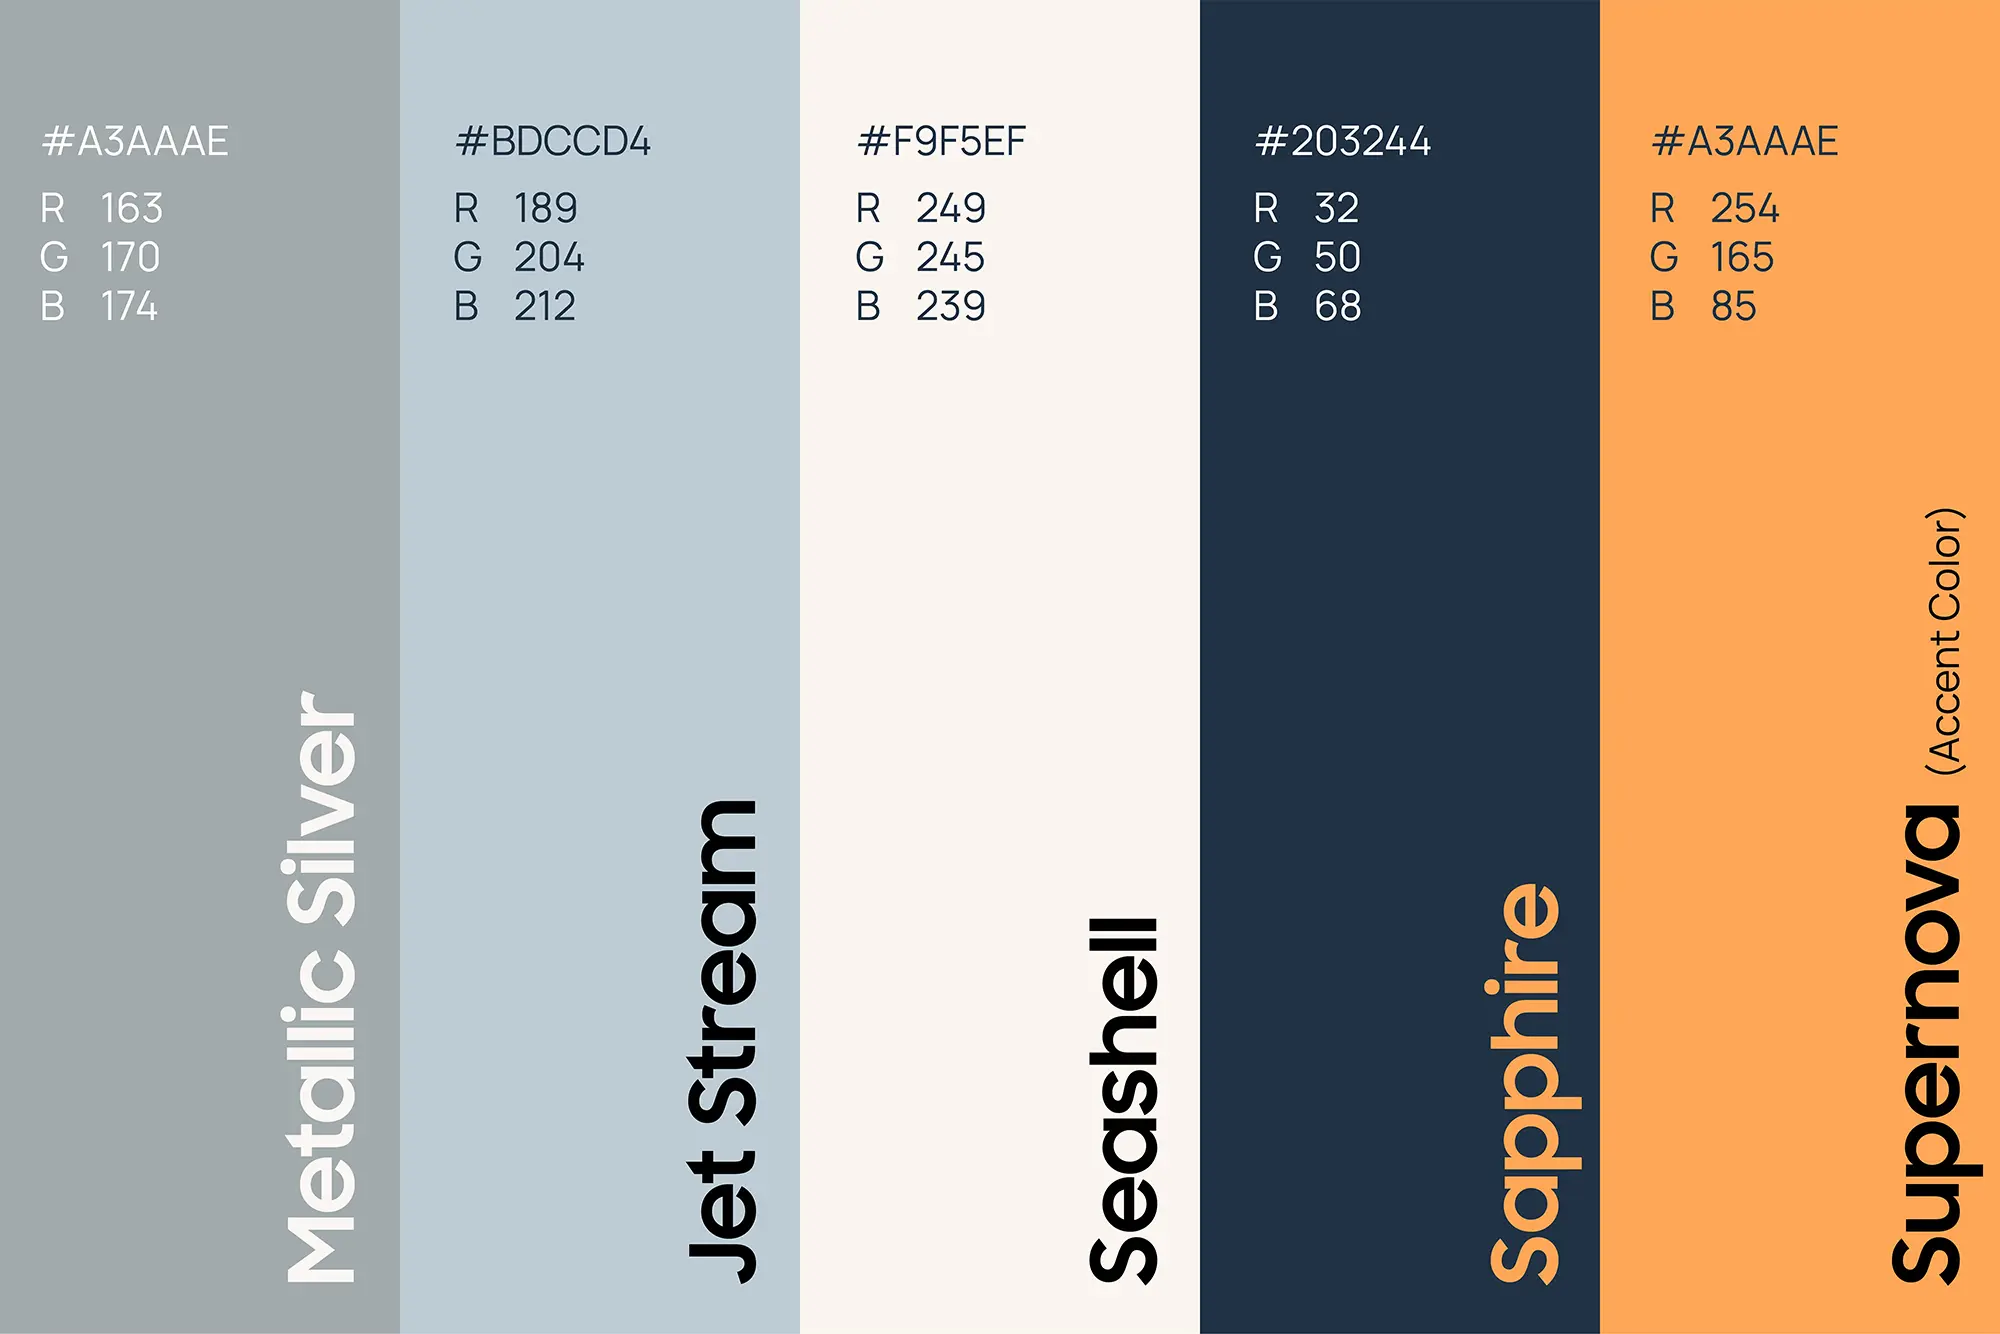 #A3AAAE
R 163
G 170
B 174
Metallic Silver
#BDCCD4
R 189
G 204
B 212
Jet Stream
#F9F5EF
R 249
G 245
B 239
Seashell
#203244
R 32
G 50
B 68
Sapphire
#A3AAAE
R 254
G 165
B 85
Supernova (Accent Color)